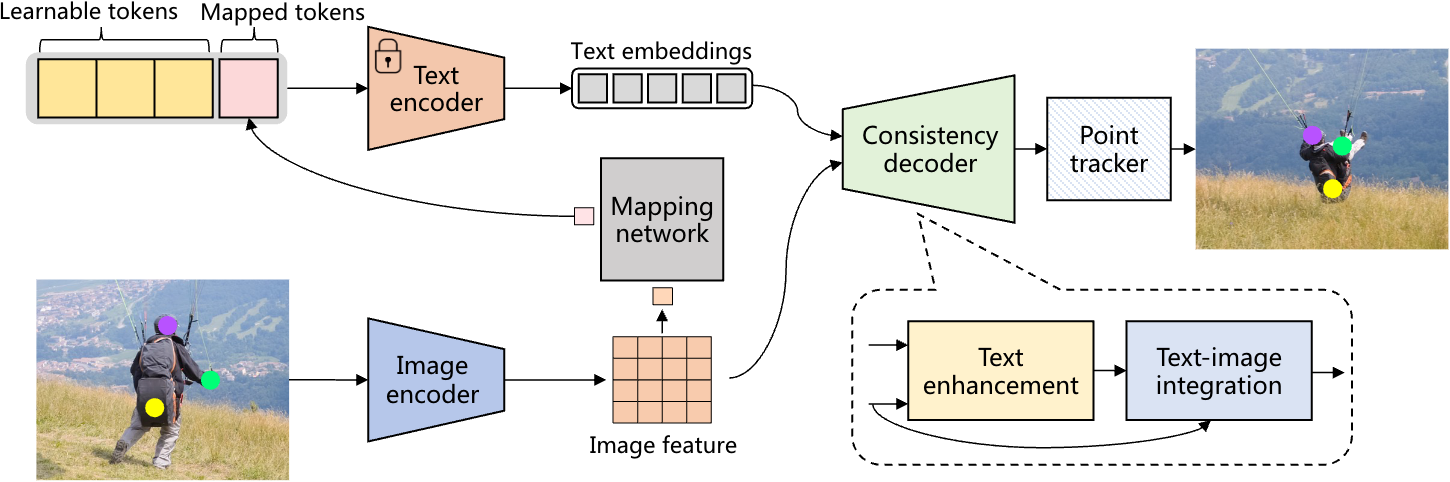 Learnable tokens
Mapped tokens
Text
encoder
Text embeddings
Consistency
decoder
Point
tracker
Mapping
network
Image
encoder
Image feature
Text
enhancement
Text-image
integration